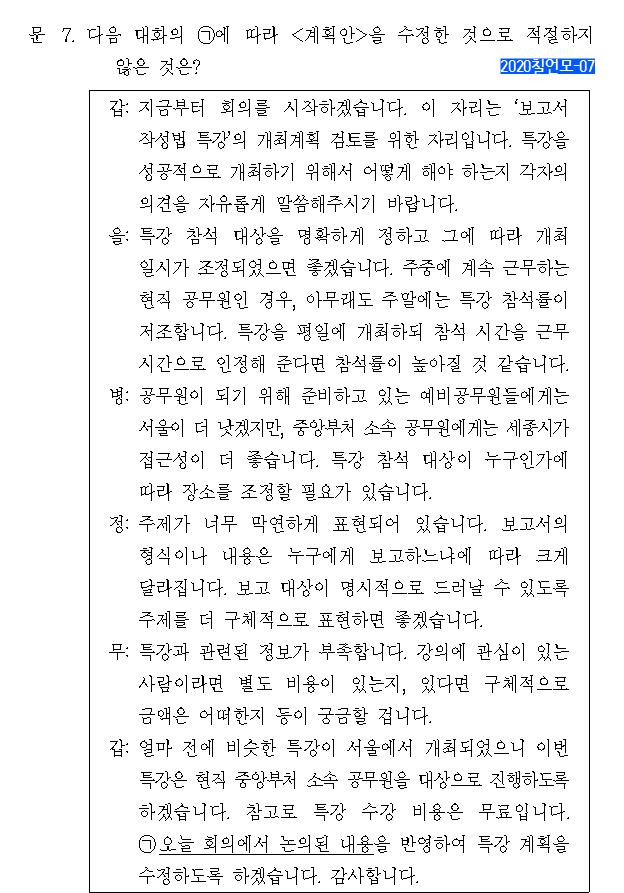 문 7. 다음 대화의 ㉠에 따라 <계획안>을 수정한 것으로 적절하지
않은 것은?
2020침언모-07
갑: 지금부터 회의를 시작하겠습니다. 이 자리는 ‘보고서
작성법 특강’의 개최계획 검토를 위한 자리입니다. 특강을
성공적으로 개최하기 위해서 어떻게 해야 하는지 각자의
의견을 자유롭게 말씀해주시기 바랍니다.
을: 특강 참석 대상을 명확하게 정하고 그에 따라 개최
일시가 조정되었으면 좋겠습니다. 주중에 계속 근무하는
현직 공무원인 경우, 아무래도 주말에는 특강 참석률이
저조합니다. 특강을 평일에 개최하되 참석 시간을 근무
시간으로 인정해 준다면 참석률이 높아질 것 같습니다.
병: 공무원이 되기 위해 준비하고 있는 예비공무원들에게는
서울이 더 낫겠지만, 중앙부처 소속 공무원에게는 세종시가
접근성이 더 좋습니다. 특강 참석 대상이 누구인가에
따라 장소를 조정할 필요가 있습니다.
정: 주제가 너무 막연하게 표현되어 있습니다. 보고서의
형식이나 내용은 누구에게 보고하느냐에 따라 크게
달라집니다. 보고 대상이 명시적으로 드러날 수 있도록
주제를 더 구체적으로 표현하면 좋겠습니다.
무: 특강과 관련된 정보가 부족합니다. 강의에 관심이 있는
사람이라면 별도 비용이 있는지, 있다면 구체적으로
금액은 어떠한지 등이 궁금할 겁니다.
갑: 얼마 전에 비슷한 특강이 서울에서 개최되었으니 이번
특강은 현직 중앙부처 소속 공무원을 대상으로 진행하도록
하겠습니다. 참고로 특강 수강 비용은 무료입니다.
㉠오늘 회의에서 논의된 내용을 반영하여 특강 계획을
수정하도록 하겠습니다. 감사합니다.